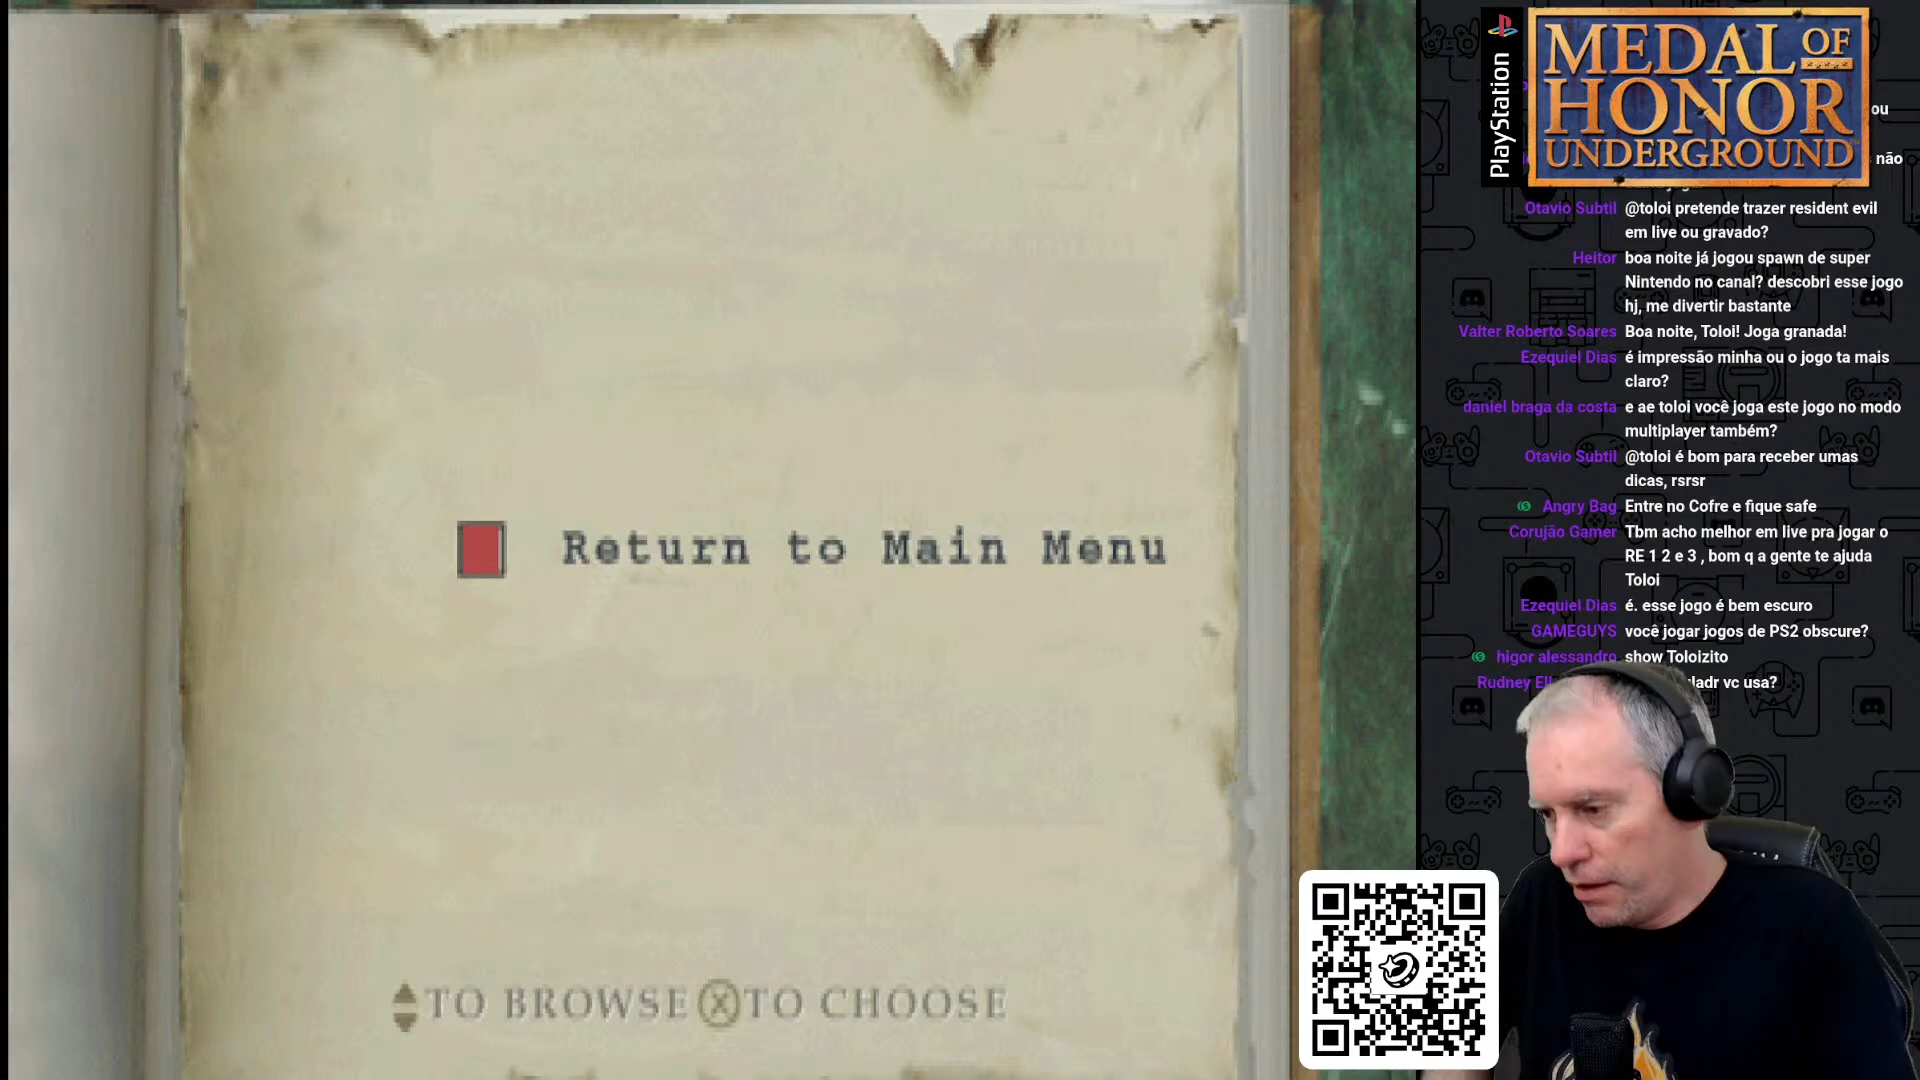 PlayStation
MEDAL OF
HONOR
UNDERGROUND
ou
não
Otavio Subtil @toloi pretende trazer resident evil
em live ou gravado?
Heitor boa noite já jogou spawn de super
Nintendo no canal? descobri esse jogo
hj, me divertir bastante
Valter Roberto Soares Boa noite, Toloi! Joga granada!
Ezequiel Dias é impressão minha ou o jogo ta mais
claro?
daniel braga da costa e ae toloi você joga este jogo no modo
multiplayer também?
Otavio Subtil @toloi é bom para receber umas
dicas, rsrsr
Angry Bag Entre no Cofre e fique safe
Corujão Gamer Tbm acho melhor em live pra jogar o
RE 1 2 e 3 , bom q a gente te ajuda
Toloi
Ezequiel Dias é. esse jogo é bem escuro
GAMEGUYS você jogar jogos de PS2 obscure?
higor alessandro show Toloizito
Rudney vc usa?
Return to Main Menu
TO BROWSE X TO CHOOSE